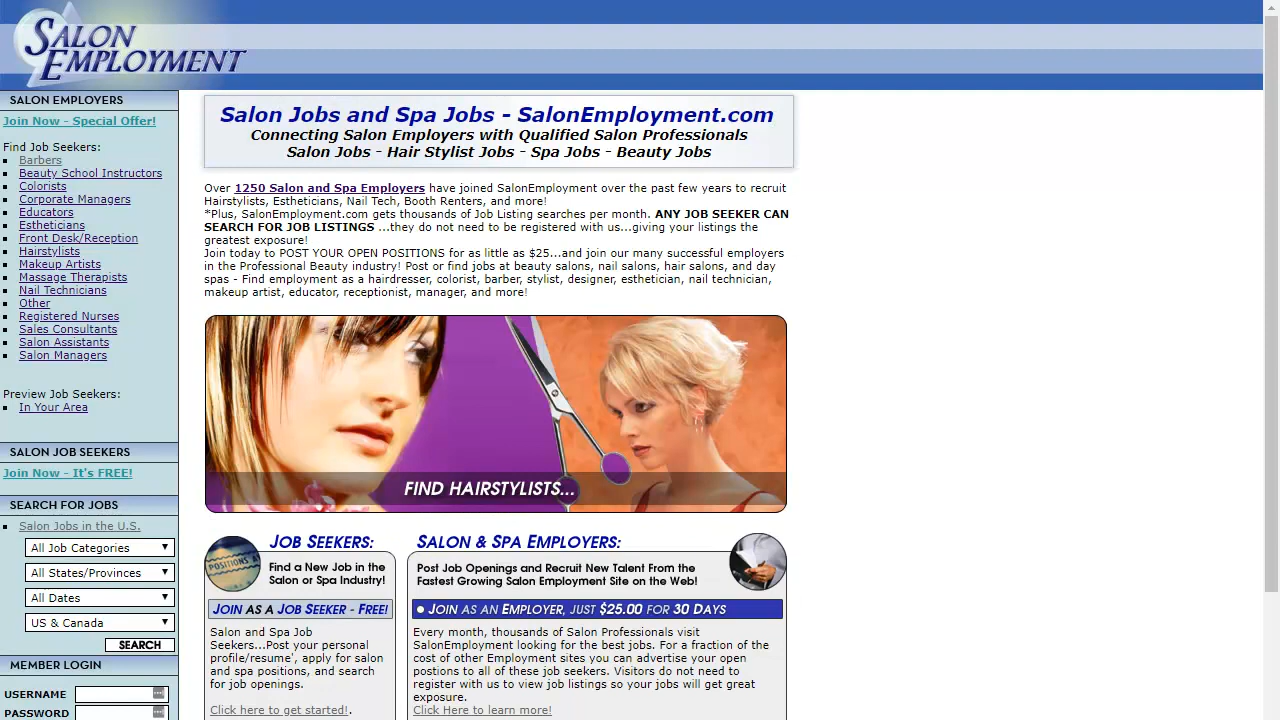 SALON
EMPLOYMENT
SALON EMPLOYERS
Join Now - Special Offer!
Find Job Seekers:
Barbers
Beauty School Instructors
Colorists
Corporate Managers
Educators
Estheticians
Front Desk/Reception
Hairstylists
Makeup Artists
Massage Therapists
Nail Technicians
Other
Registered Nurses
Sales Consultants
Salon Assistants
Salon Managers
Preview Job Seekers:
In Your Area
SALON JOB SEEKERS
Join Now - It's FREE!
SEARCH FOR JOBS
Salon Jobs in the U.S.
All Job Categories
All States/Provinces
All Dates
US & Canada
SEARCH
MEMBER LOGIN
USERNAME
PASSWORD
Salon Jobs and Spa Jobs - SalonEmployment.com
Connecting Salon Employers with Qualified Salon Professionals
Salon Jobs - Hair Stylist Jobs - Spa Jobs - Beauty Jobs
Over 1250 Salon and Spa Employers have joined SalonEmployment over the past few years to recruit
Hairstylists, Estheticians, Nail Tech, Booth Renters, and more!
*Plus, SalonEmployment.com gets thousands of Job Listing searches per month. ANY JOB SEEKER CAN
SEARCH FOR JOB LISTINGS ...they do not need to be registered with us...giving your listings the
greatest exposure!
Join today to POST YOUR OPEN POSITIONS for as little as $25...and join our many successful employers
in the Professional Beauty industry! Post or find jobs at beauty salons, nail salons, hair salons, and day
spas - Find employment as a hairdresser, colorist, barber, stylist, designer, esthetician, nail technician,
makeup artist, educator, receptionist, manager, and more!
FIND HAIRSTYLISTS...
POSITIONS
JOB SEEKERS:
Find a New Job in the
Salon or Spa Industry!
JOIN AS A JOB SEEKER - FREE!
Salon and Spa Job
Seekers...Post your personal
profile/resume', apply for salon
and spa positions, and search
for job openings.
Click here to get started!.
SALON & SPA EMPLOYERS:
Post Job Openings and Recruit New Talent From the
Fastest Growing Salon Employment Site on the Web!
JOIN AS AN EMPLOYER, JUST $25.00 FOR 30 DAYS
Every month, thousands of Salon Professionals visit
SalonEmployment looking for the best jobs. For a fraction of the
cost of other Employment sites you can advertise your open
postions to all of these job seekers. Visitors do not need to
register with us to view job listings so your jobs will get great
exposure.
Click Here to learn more!